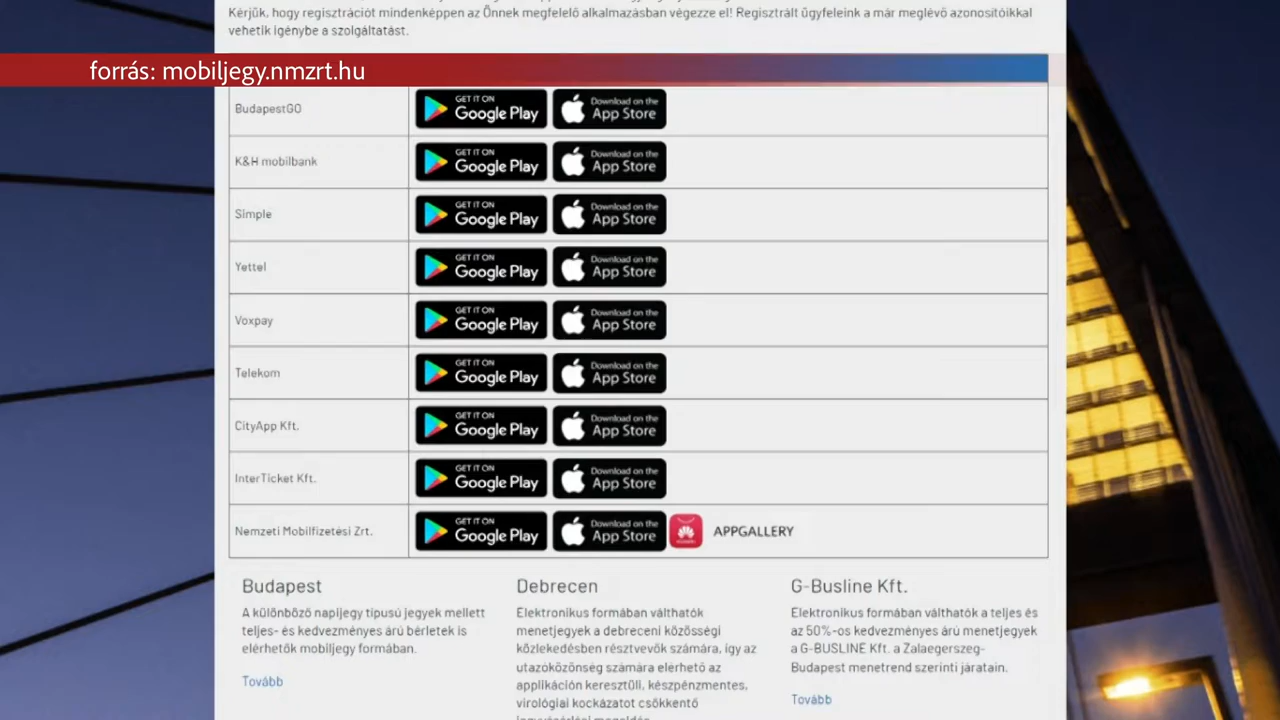 Kérjük, hogy regisztrációt mindenképpen az Önnek megfelelő alkalmazásban végezze el! Regisztrált ügyfeleink a már meglévő azonosítóikkal
vehetik igénybe a szolgáltatást.
forrás: mobiljegy.nmzrt.hu
BudapestGO
GET IT ON
Google Play
Download on the
App Store
K&H mobilbank
GET IT ON
Google Play
Download on the
App Store
Simple
GET IT ON
Google Play
Download on the
App Store
Yettel
GET IT ON
Google Play
Download on the
App Store
Voxpay
GET IT ON
Google Play
Download on the
App Store
Telekom
GET IT ON
Google Play
Download on the
App Store
CityApp Kft.
GET IT ON
Google Play
Download on the
App Store
InterTicket Kft.
GET IT ON
Google Play
Download on the
App Store
Nemzeti Mobilfizetési Zrt.
GET IT ON
Google Play
Download on the
App Store
HUAWEI
APPGALLERY
Budapest
A különböző napijegy típusú jegyek mellett
teljes- és kedvezményes árú bérletek is
elérhetők mobiljegy formában.
Tovább
Debrecen
Elektronikus formában válthatók
menetjegyek a debreceni közösségi
közlekedésben résztvevők számára, így az
utazóközönség számára elérhető az
applikáción keresztüli, készpénzmentes,
virológiai kockázatot csökkentő
G-Busline Kft.
Elektronikus formában válthatók a teljes és
az 50%-os kedvezményes árú menetjegyek
a G-BUSLINE Kft. a Zalaegerszeg-
Budapest menetrend szerinti járatain.
Tovább